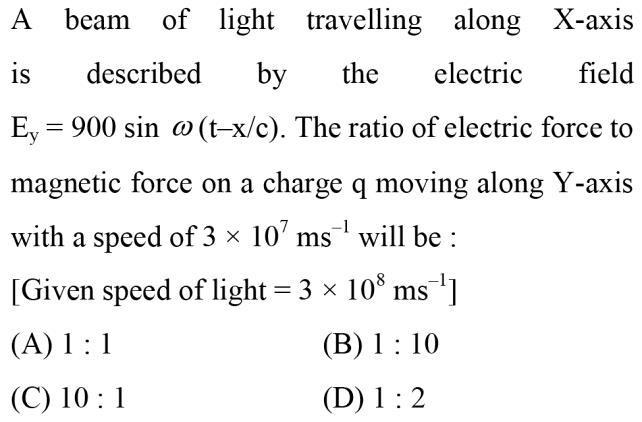 A beam of light travelling along X-axis
is described by the electric field
E_y = 900 sin ω (t–x/c). The ratio of electric force to
magnetic force on a charge q moving along Y-axis
with a speed of 3 × 10⁷ ms⁻¹ will be :
[Given speed of light = 3 × 10⁸ ms⁻¹]
(A) 1 : 1 (B) 1 : 10
(C) 10 : 1 (D) 1 : 2